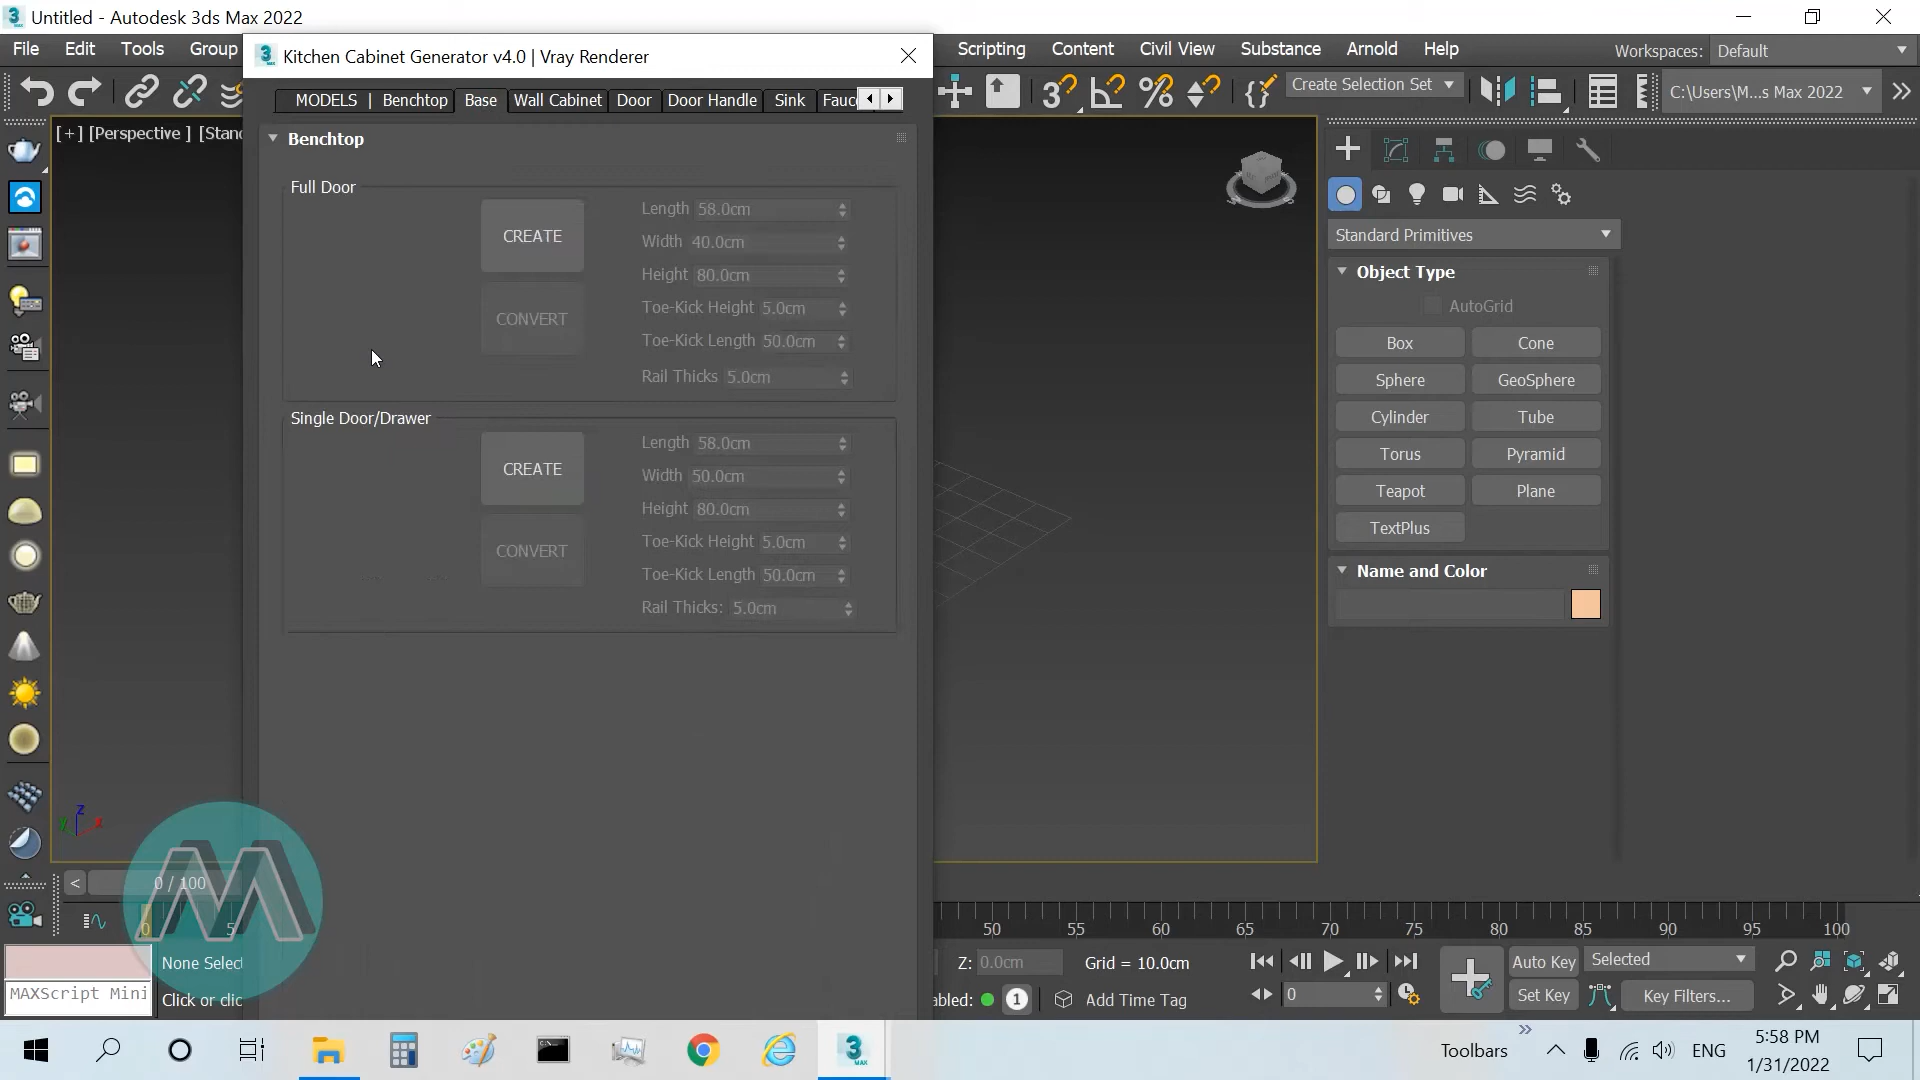 Untitled - Autodesk 3ds Max 2022
File Edit Tools Group Scripting Content Civil View Substance Arnold Help Workspaces: Default
Kitchen Cabinet Generator v4.0 | Vray Renderer
Create Selection Set C:\Users\M...s Max 2022
MODELS | Benchtop Base Wall Cabinet Door Door Handle Sink Fauc
[+] [Perspective ] [Stan
Benchtop
Full Door
CREATE
CONVERT
Length 58.0cm
Width 40.0cm
Height 80.0cm
Toe-Kick Height 5.0cm
Toe-Kick Length 50.0cm
Rail Thicks 5.0cm
Single Door/Drawer
CREATE
CONVERT
Length 58.0cm
Width 50.0cm
Height 80.0cm
Toe-Kick Height 5.0cm
Toe-Kick Length 50.0cm
Rail Thicks: 5.0cm
Standard Primitives
Object Type
AutoGrid
Box Cone
Sphere GeoSphere
Cylinder Tube
Torus Pyramid
Teapot Plane
TextPlus
Name and Color
z
y x
< 0 / 100
0 5 50 55 60 65 70 75 80 85 90 95 100
None Select Z: 0.0cm Grid = 10.0cm Auto Key Selected
MAXScript Mini Click or clic abled: 1 Add Time Tag 0 Set Key Key Filters...
Toolbars ENG 5:58 PM
1/31/2022